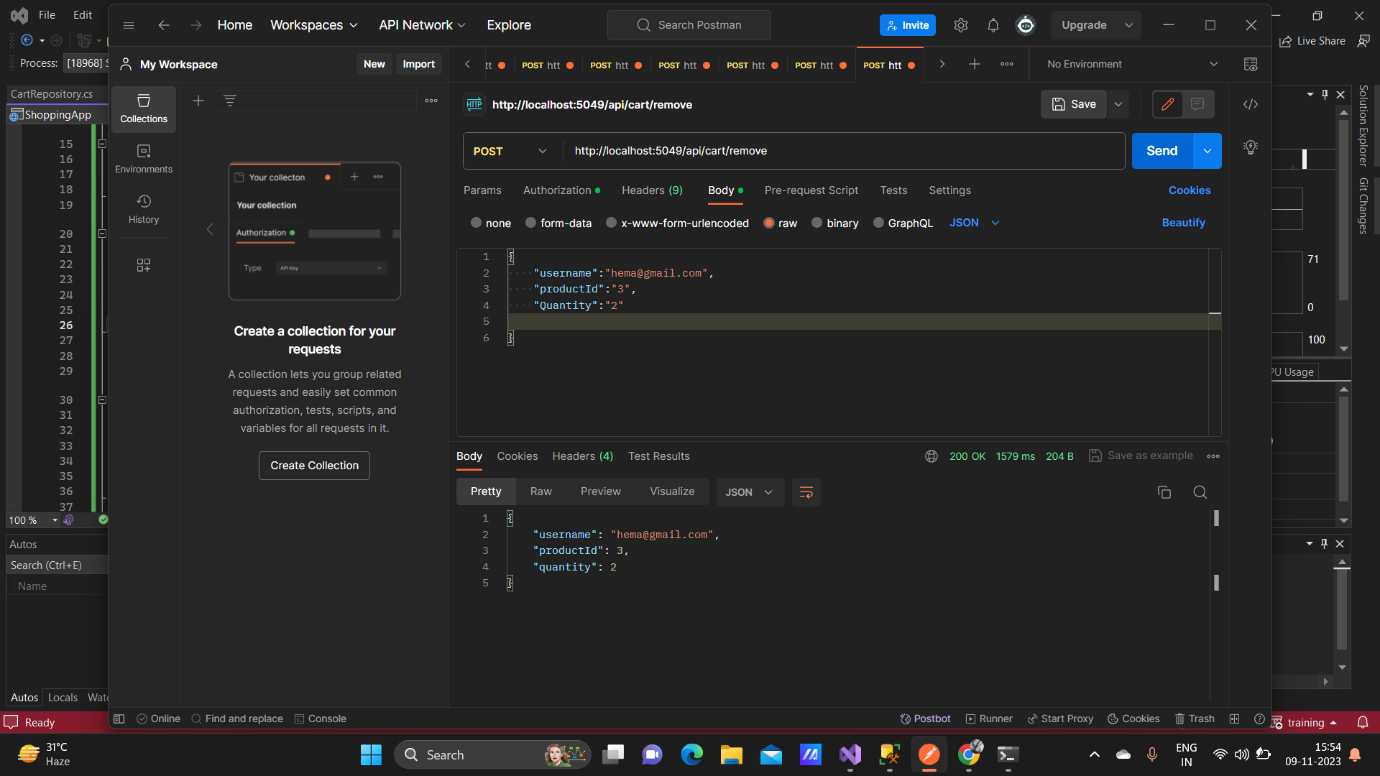 File Edit
Process: [18968] S
CartRepository.cs
ShoppingApp
15
16
17
18
19
20
21
22
23
24
25
26
27
28
29
30
31
32
33
34
35
36
37
100 %
Autos
Search (Ctrl+E)
Name
Autos Locals
Ready
Home Workspaces API Network Explore
Search Postman
Invite
Upgrade
Live Share
My Workspace
New Import
Collections
Environments
History
Your collecton
Your collection
Authorization
Type API Key
Create a collection for your
requests
A collection lets you group related
requests and easily set common
authorization, tests, scripts, and
variables for all requests in it.
Create Collection
POST htt POST htt POST htt POST htt POST htt POST htt
No Environment
HTTP http://localhost:5049/api/cart/remove
Save
POST http://localhost:5049/api/cart/remove
Send
Params Authorization Headers (9) Body Pre-request Script Tests Settings Cookies
none form-data x-www-form-urlencoded raw binary GraphQL JSON Beautify
1 {
2 "username":"hema@gmail.com",
3 "productId":"3",
4 "Quantity":"2"
5
6 }
Body Cookies Headers (4) Test Results 200 OK 1579 ms 204 B Save as example
Pretty Raw Preview Visualize JSON
1 {
2 "username": "hema@gmail.com",
3 "productId": 3,
4 "quantity": 2
5 }
Online Find and replace Console Postbot Runner Start Proxy Cookies Trash
Solution Explorer
Git Changes
71
0
100
PU Usage
training
31°C
Haze
Search
ENG
IN
15:54
09-11-2023